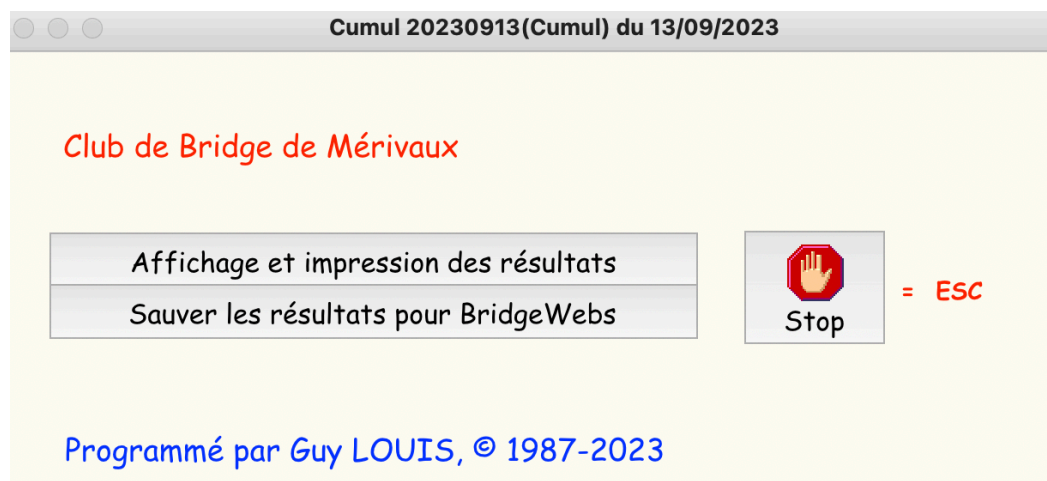 Cumul 20230913(Cumul) du 13/09/2023
Club de Bridge de Mérivaux
Affichage et impression des résultats
Sauver les résultats pour BridgeWebs
Stop
= ESC
Programmé par Guy LOUIS, © 1987-2023